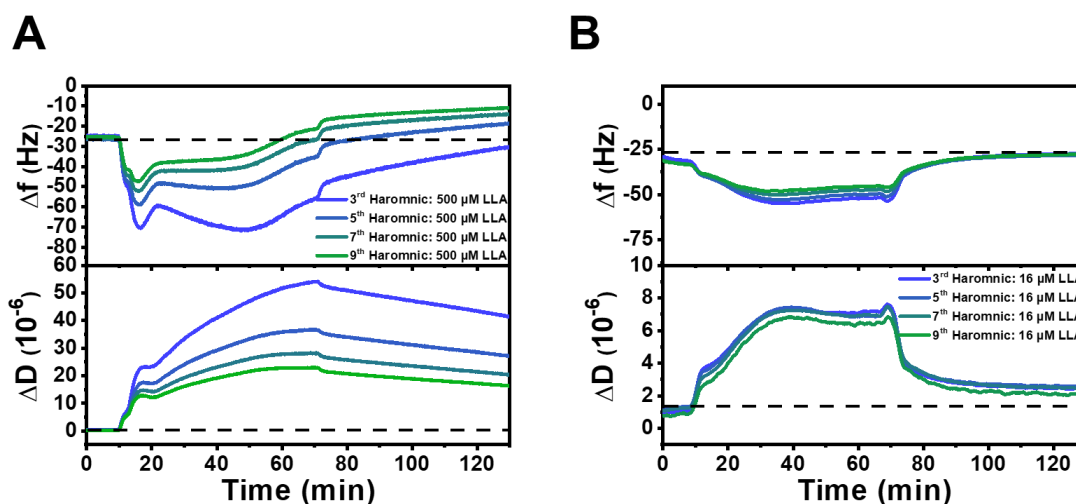 A
B
0
-10
-20
-30
-40
-50
-60
-70
-80
60
Δf (Hz)
3rd Haromnic: 500 µM LLA
5th Haromnic: 500 µM LLA
7th Haromnic: 500 µM LLA
9th Haromnic: 500 µM LLA
50
40
30
20
10
0
ΔD (10-6)
0 20 40 60 80 100 120
Time (min)
0
-25
-50
-75
10
Δf (Hz)
3rd Haromnic: 16 µM LLA
5th Haromnic: 16 µM LLA
7th Haromnic: 16 µM LLA
9th Haromnic: 16 µM LLA
8
6
4
2
0
ΔD (10-6)
0 20 40 60 80 100 120
Time (min)